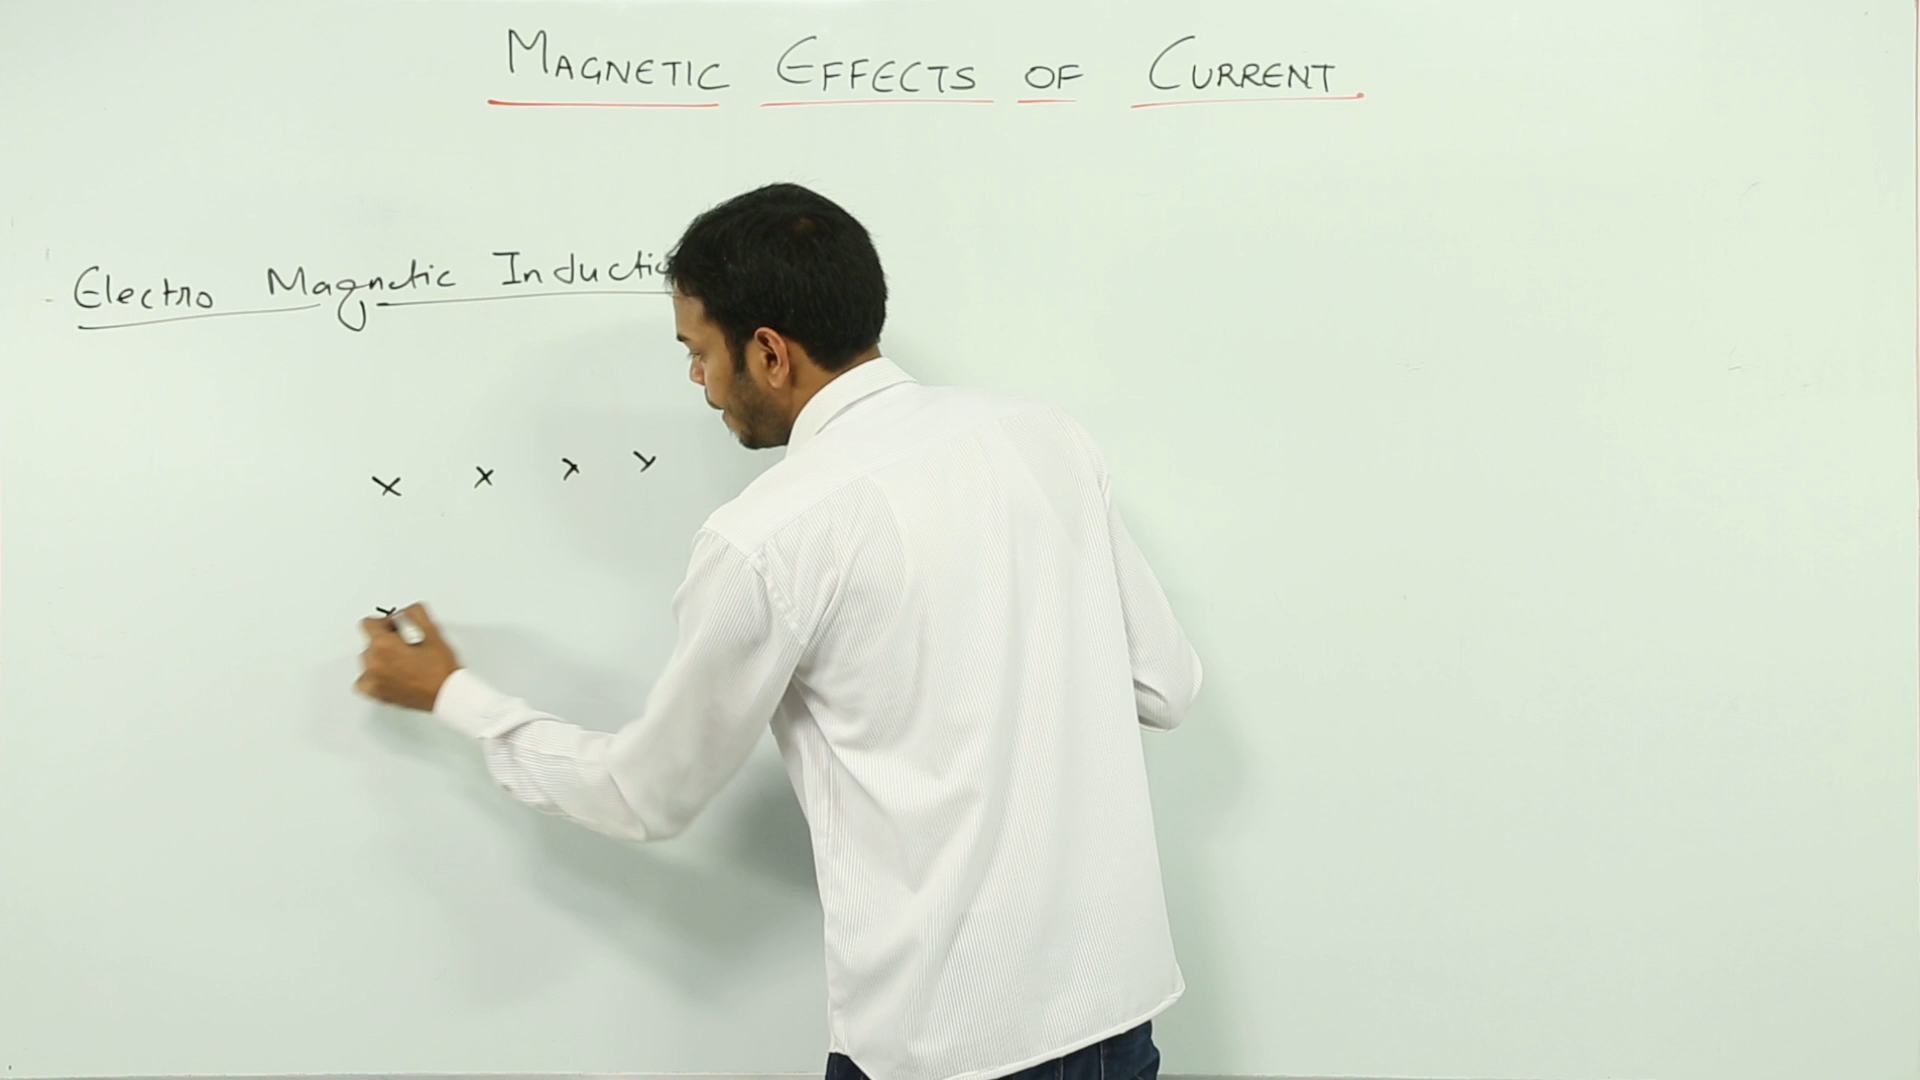 MAGNETIC EFFECTS OF CURRENT
Electro Magnetic Inductio
x x x x
x